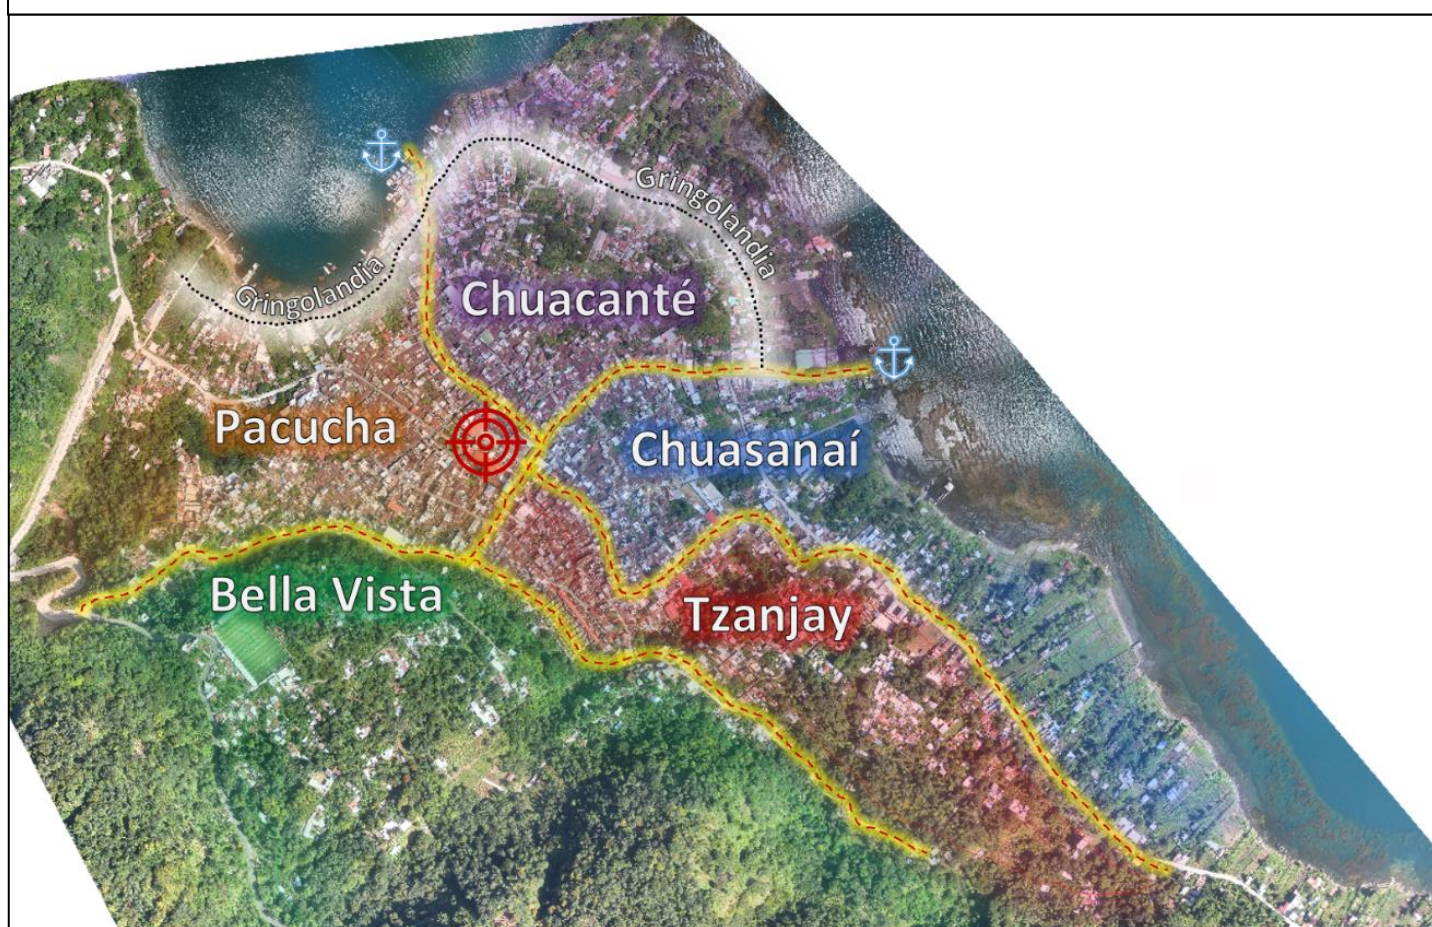 Gringolandia
Gringolandia
Chuacanté
Pacucha
Chuasanaí
Bella Vista
Tzanjay